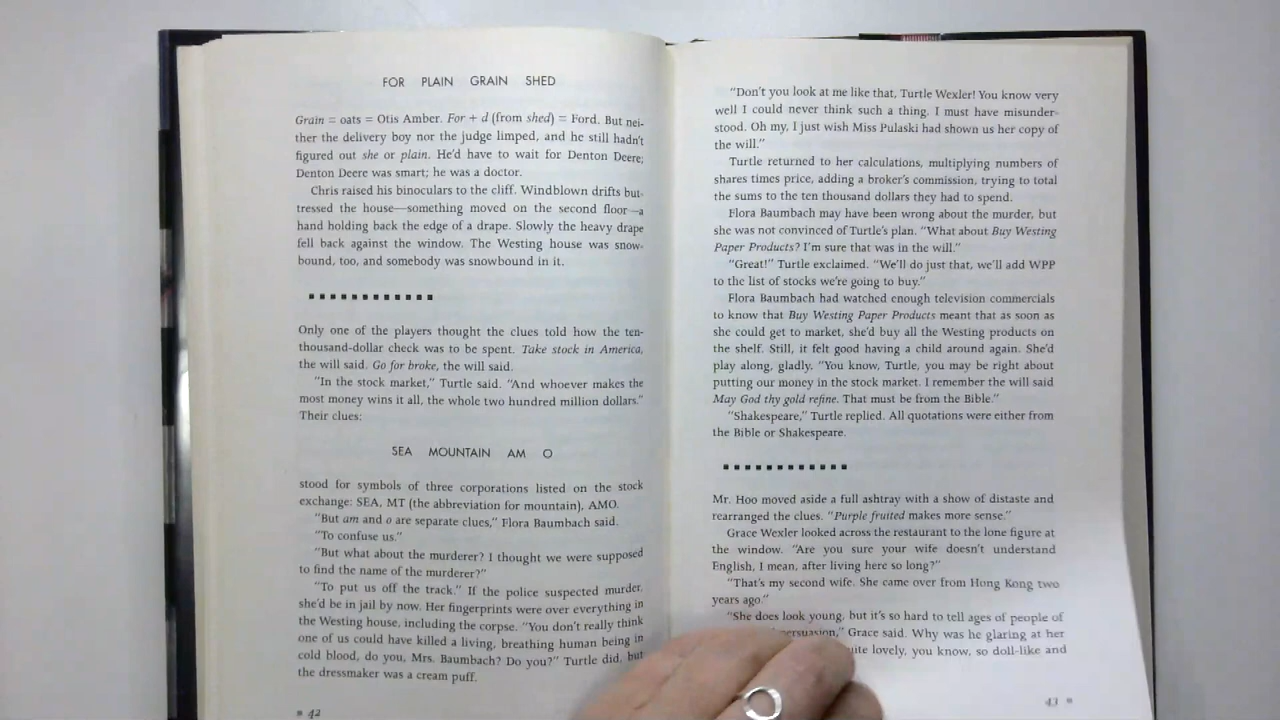 FOR PLAIN GRAIN SHED
Grain = oats = Otis Amber. For + d (from shed) = Ford. But nei-
ther the delivery boy nor the judge limped, and he still hadn't
figured out she or plain. He'd have to wait for Denton Deere;
Denton Deere was smart; he was a doctor.
Chris raised his binoculars to the cliff. Windblown drifts but-
tressed the house—something moved on the second floor—a
hand holding back the edge of a drape. Slowly the heavy drape
fell back against the window. The Westing house was snow-
bound, too, and somebody was snowbound in it.
Only one of the players thought the clues told how the ten-
thousand-dollar check was to be spent. Take stock in America,
the will said. Go for broke, the will said.
"In the stock market," Turtle said. "And whoever makes the
most money wins it all, the whole two hundred million dollars."
Their clues:
SEA MOUNTAIN AM O
stood for symbols of three corporations listed on the stock
exchange: SEA, MT (the abbreviation for mountain), AMO.
"But am and o are separate clues," Flora Baumbach said.
"To confuse us."
"But what about the murderer? I thought we were supposed
to find the name of the murderer?"
"To put us off the track." If the police suspected murder,
she'd be in jail by now. Her fingerprints were over everything in
the Westing house, including the corpse. "You don't really think
one of us could have killed a living, breathing human being in
cold blood, do you, Mrs. Baumbach? Do you?" Turtle did, but
the dressmaker was a cream puff.
42
"Don't you look at me like that, Turtle Wexler! You know very
well I could never think such a thing. I must have misunder-
stood. Oh my, I just wish Miss Pulaski had shown us her copy of
the will."
Turtle returned to her calculations, multiplying numbers of
shares times price, adding a broker's commission, trying to total
the sums to the ten thousand dollars they had to spend.
Flora Baumbach may have been wrong about the murder, but
she was not convinced of Turtle's plan. "What about Buy Westing
Paper Products? I'm sure that was in the will."
"Great!" Turtle exclaimed. "We'll do just that, we'll add WPP
to the list of stocks we're going to buy."
Flora Baumbach had watched enough television commercials
to know that Buy Westing Paper Products meant that as soon as
she could get to market, she'd buy all the Westing products on
the shelf. Still, it felt good having a child around again. She'd
play along, gladly. "You know, Turtle, you may be right about
putting our money in the stock market. I remember the will said
May God thy gold refine. That must be from the Bible."
"Shakespeare," Turtle replied. All quotations were either from
the Bible or Shakespeare.
Mr. Hoo moved aside a full ashtray with a show of distaste and
rearranged the clues. "Purple fruited makes more sense."
Grace Wexler looked across the restaurant to the lone figure at
the window. "Are you sure your wife doesn't understand
English, I mean, after living here so long?"
"That's my second wife. She came over from Hong Kong two
years ago."
"She does look young, but it's so hard to tell ages of people of
persuasion," Grace said. Why was he glaring at her
lovely, you know, so doll-like and
43